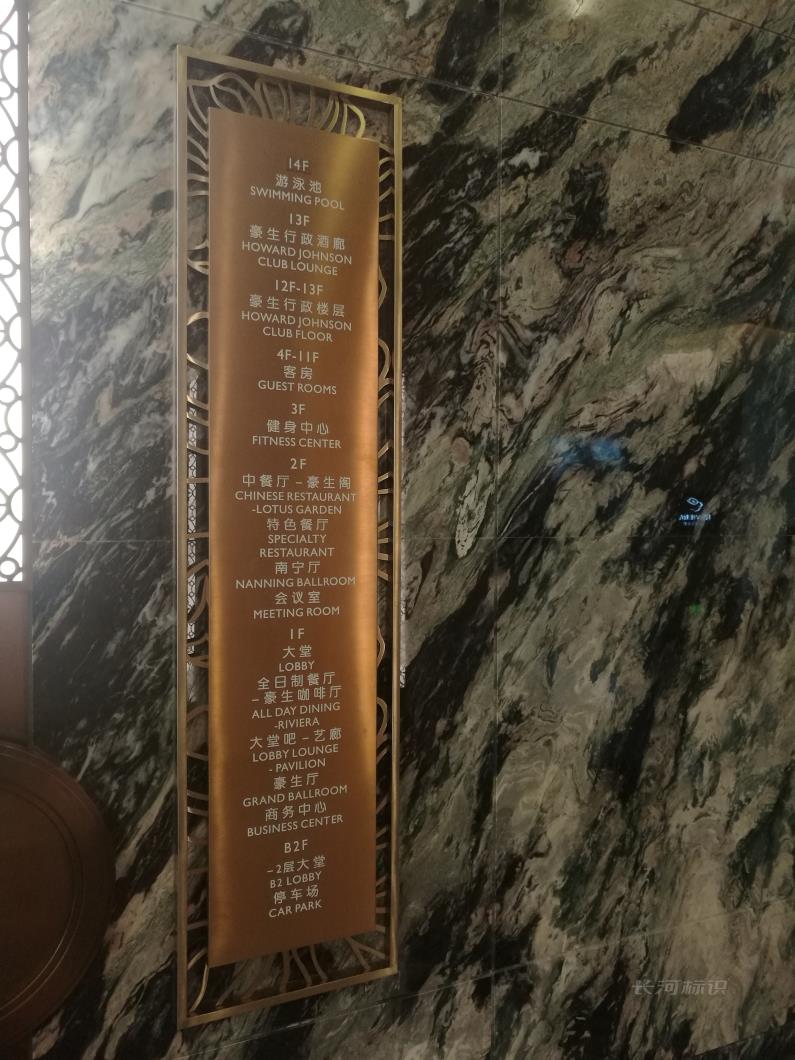 14F
游泳池
SWIMMING POOL
13F
豪生行政酒廊
HOWARD JOHNSON
CLUB LOUNGE
12F-13F
豪生行政楼层
HOWARD JOHNSON
CLUB FLOOR
4F-11F
客房
GUEST ROOMS
3F
健身中心
FITNESS CENTER
2F
中餐厅-豪生阁
CHINESE RESTAURANT
-LOTUS GARDEN
特色餐厅
SPECIALTY
RESTAURANT
南宁厅
NANNING BALLROOM
会议室
MEETING ROOM
1F
大堂
LOBBY
全日制餐厅
-豪生咖啡厅
ALL DAY DINING
-RIVIERA
大堂吧-艺廊
LOBBY LOUNGE
- PAVILION
豪生厅
GRAND BALLROOM
商务中心
BUSINESS CENTER
B2F
-2层大堂
B2 LOBBY
停车场
CAR PARK
长河标识